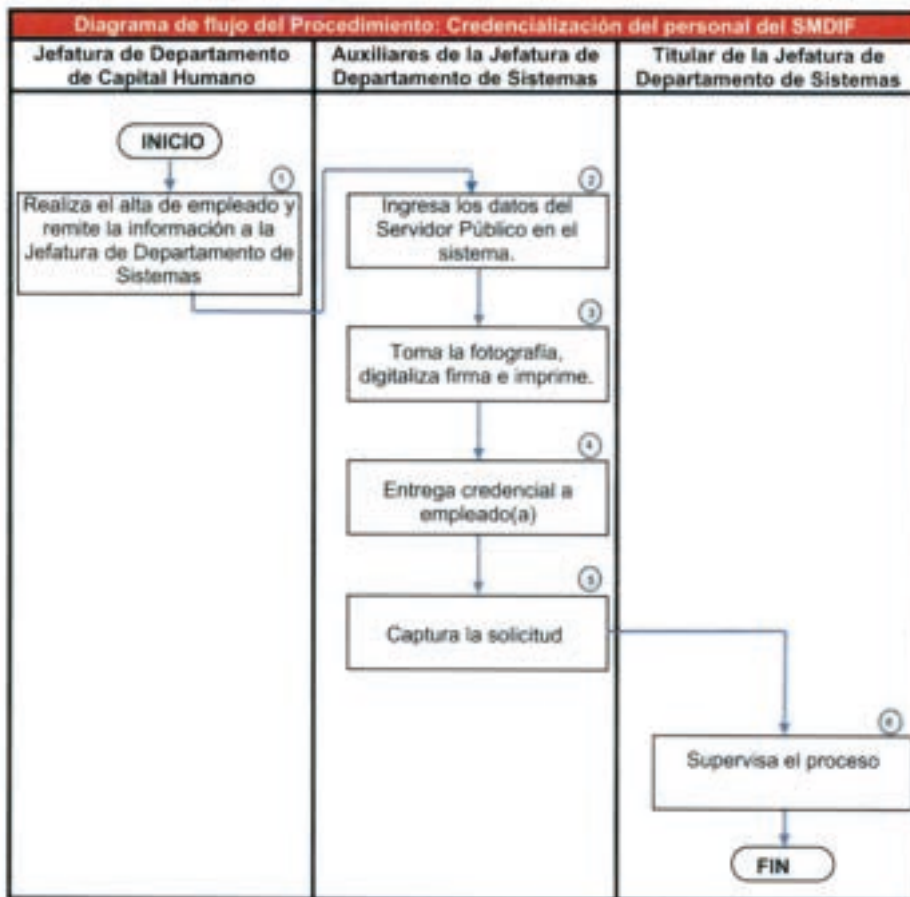 Diagrama de flujo del Procedimiento: Credencialización del personal del SMDIF
Jefatura de Departamento
de Capital Humano
Auxiliares de la Jefatura de
Departamento de Sistemas
Titular de la Jefatura de
Departamento de Sistemas
INICIO
1
Realiza el alta de empleado y
remite la información a la
Jefatura de Departamento de
Sistemas
2
Ingresa los datos del
Servidor Público en el
sistema.
3
Toma la fotografía,
digitaliza firma e imprime.
4
Entrega credencial a
empleado(a)
5
Captura la solicitud
6
Supervisa el proceso
FIN